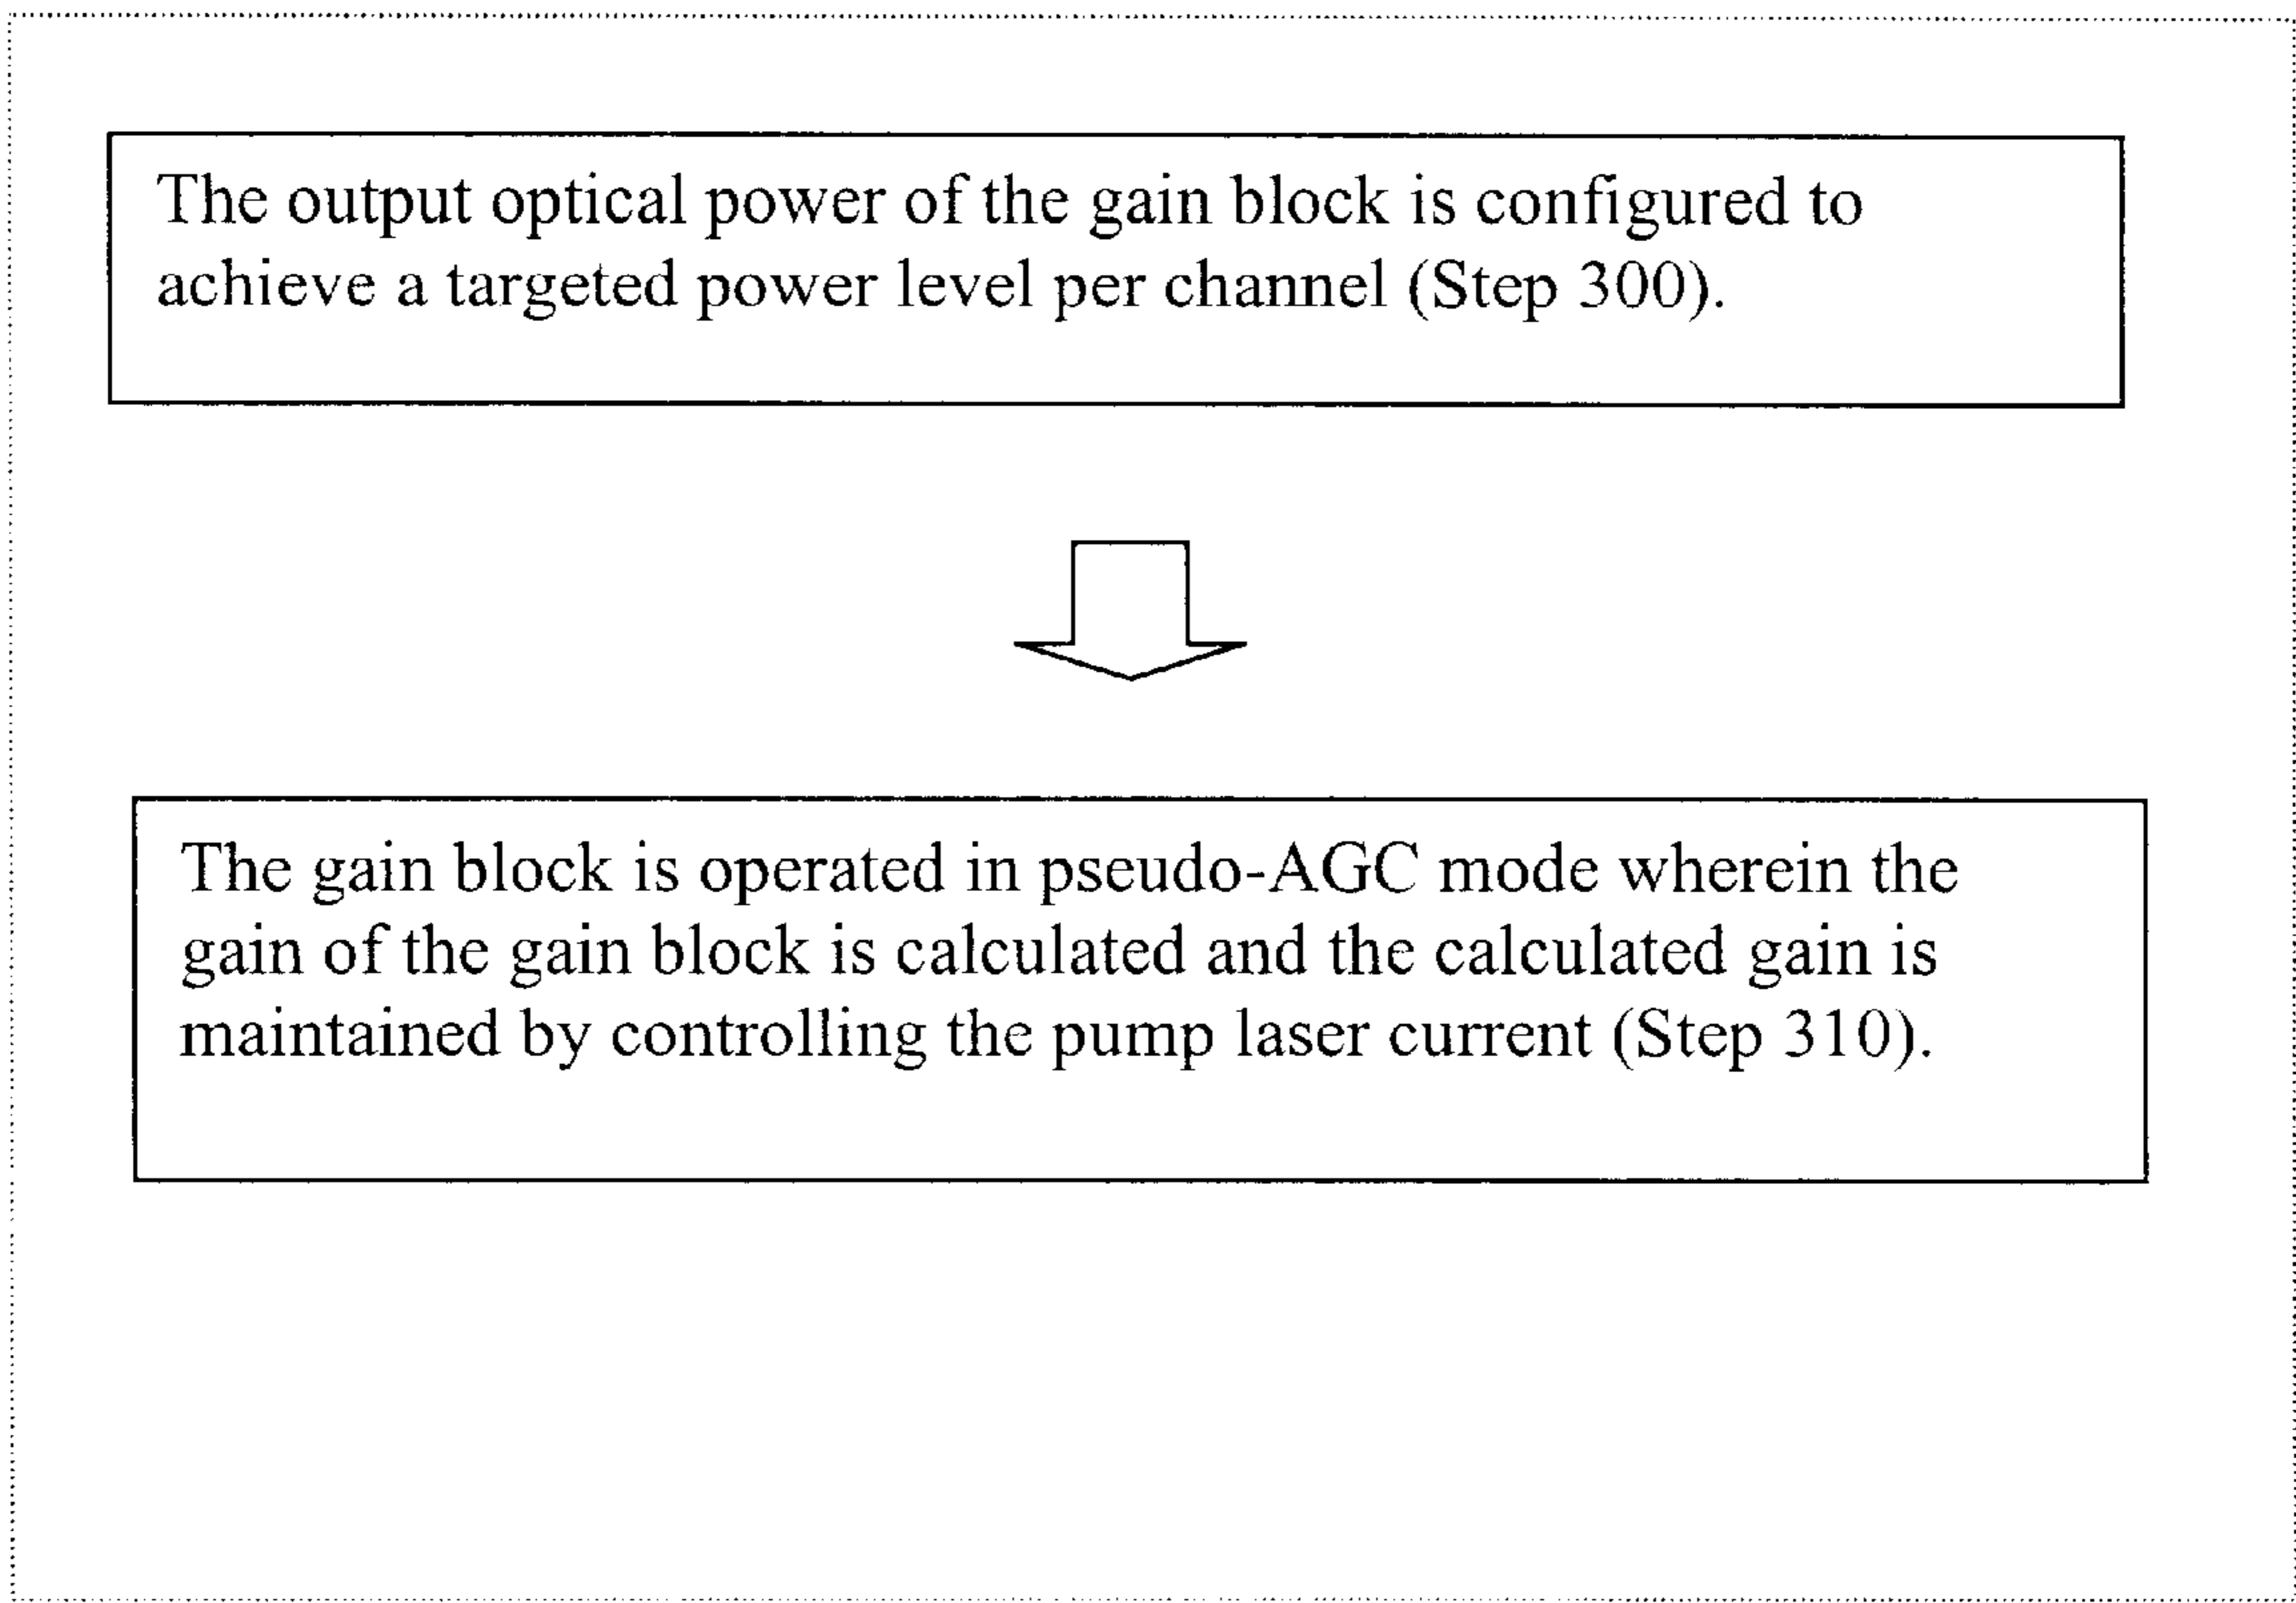 The output optical power of the gain block is configured to
achieve a targeted power level per channel (Step 300).
The gain block is operated in pseudo-AGC mode wherein the
gain of the gain block is calculated and the calculated gain is
maintained by controlling the pump laser current (Step 310).